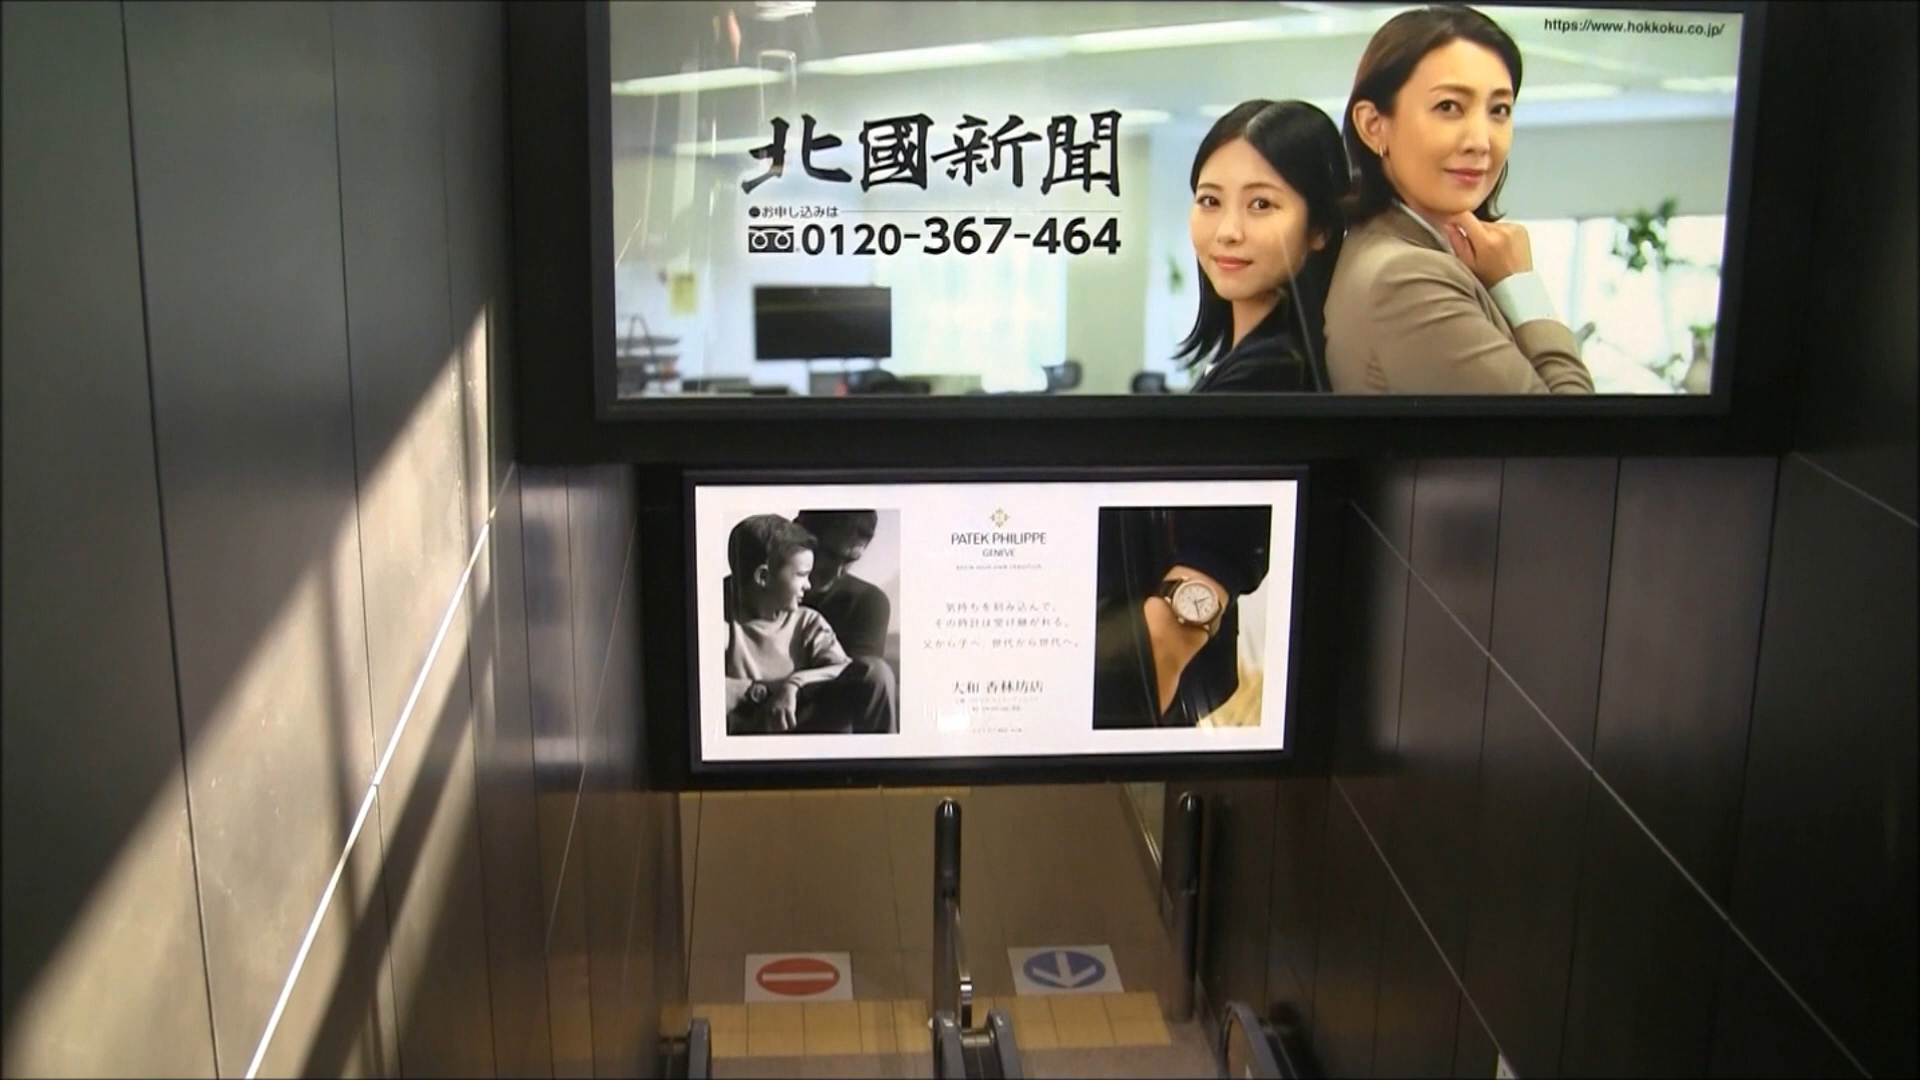 https://www.hokkoku.co.jp/
北國新聞
●お申し込みは
0120-367-464
PATEK PHILIPPE
GENEVE
気持ちを刻み込んで、
その時計は受け継がれる。
父から子へ、世代から世代へ。
大和 香林坊店